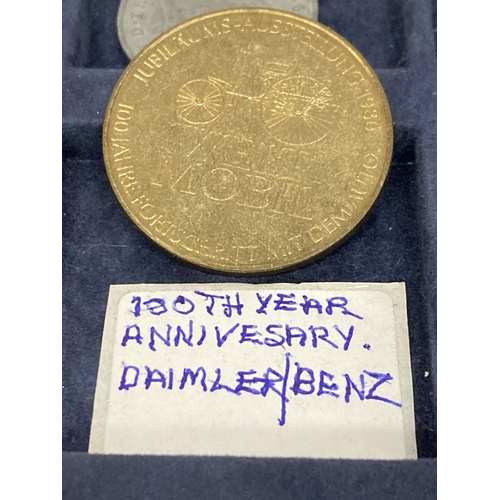 JUBILÄUMS-AUSSTELLUNG 1986
MOBIL
100 JAHRE FORTSCHRITT MIT DEM AUTO
100TH YEAR
ANNIVESARY.
DAIMLER/BENZ